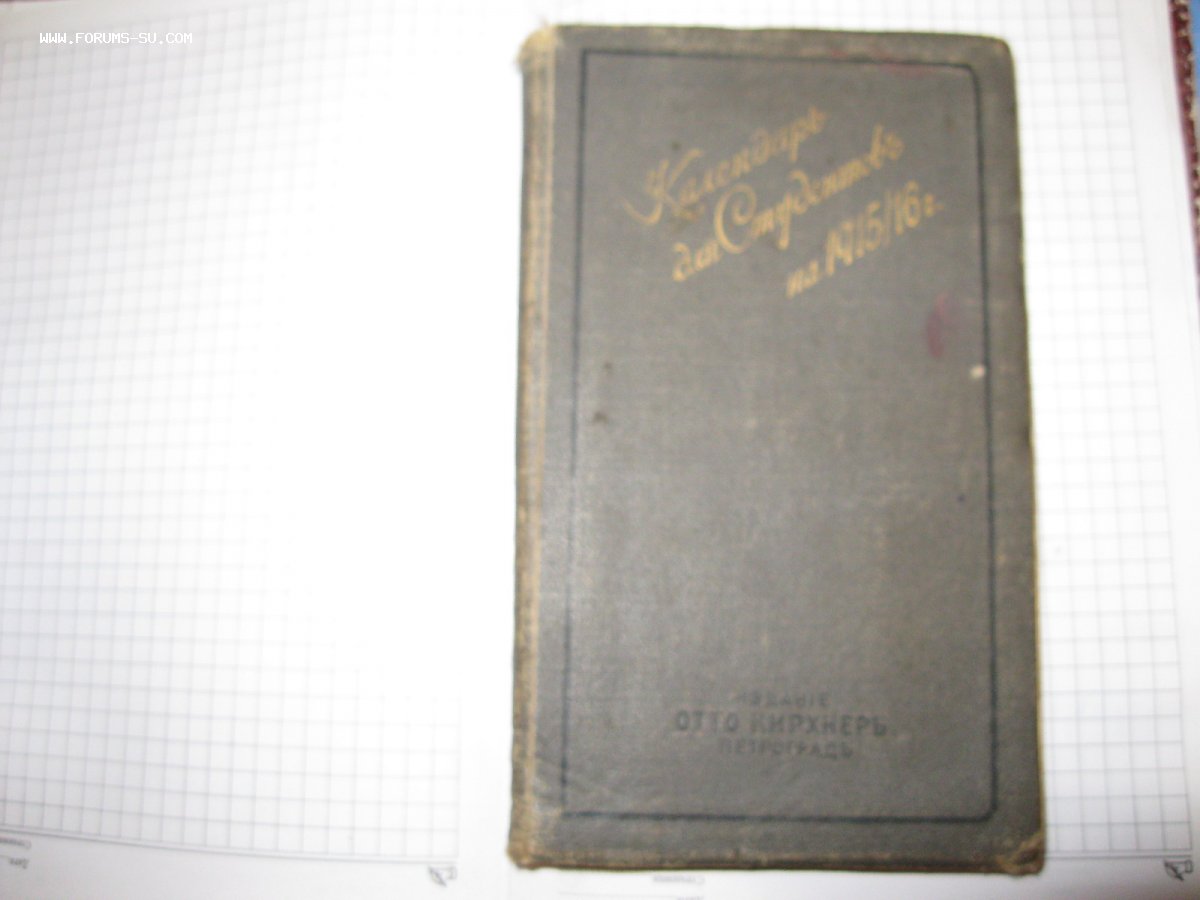 WWW.FORUMS-SU.COM
Календарь
для Студентовъ
на 1915/16 г.
ИЗДАНІЕ
ОТТО КИРХНЕРЪ
ПЕТРОГРАДЪ